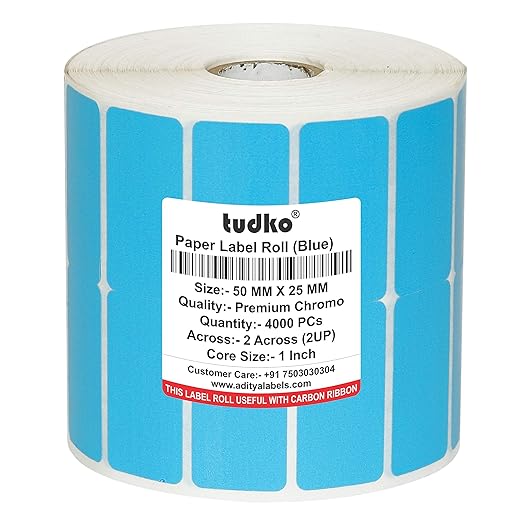 tudko®
Paper Label Roll (Blue)
Size:- 50 MM X 25 MM
Quality:- Premium Chromo
Quantity:- 4000 PCs
Across:- 2 Across (2UP)
Core Size:- 1 Inch
Customer Care:- +91 7503030304
www.adityalabels.com
THIS LABEL ROLL USEFUL WITH CARBON RIBBON